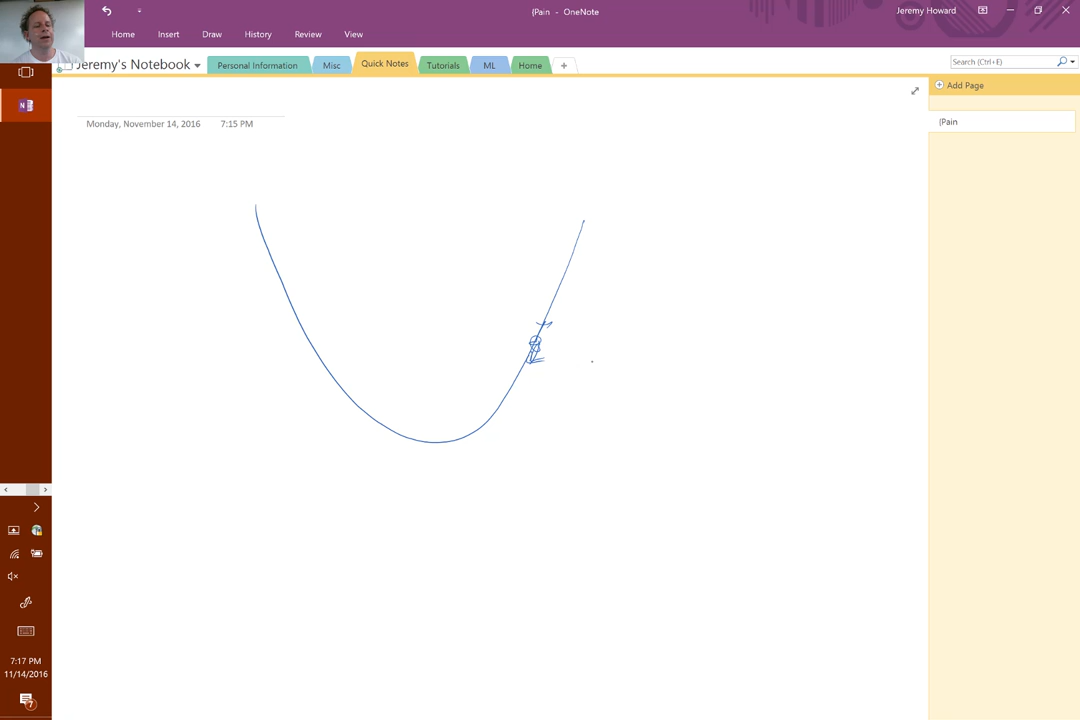 {Pain - OneNote
Jeremy Howard
Home Insert Draw History Review View
Jeremy's Notebook
Personal Information Misc Quick Notes Tutorials ML Home
Search (Ctrl+E)
Add Page
Monday, November 14, 2016 7:15 PM
{Pain
7:17 PM
11/14/2016
7